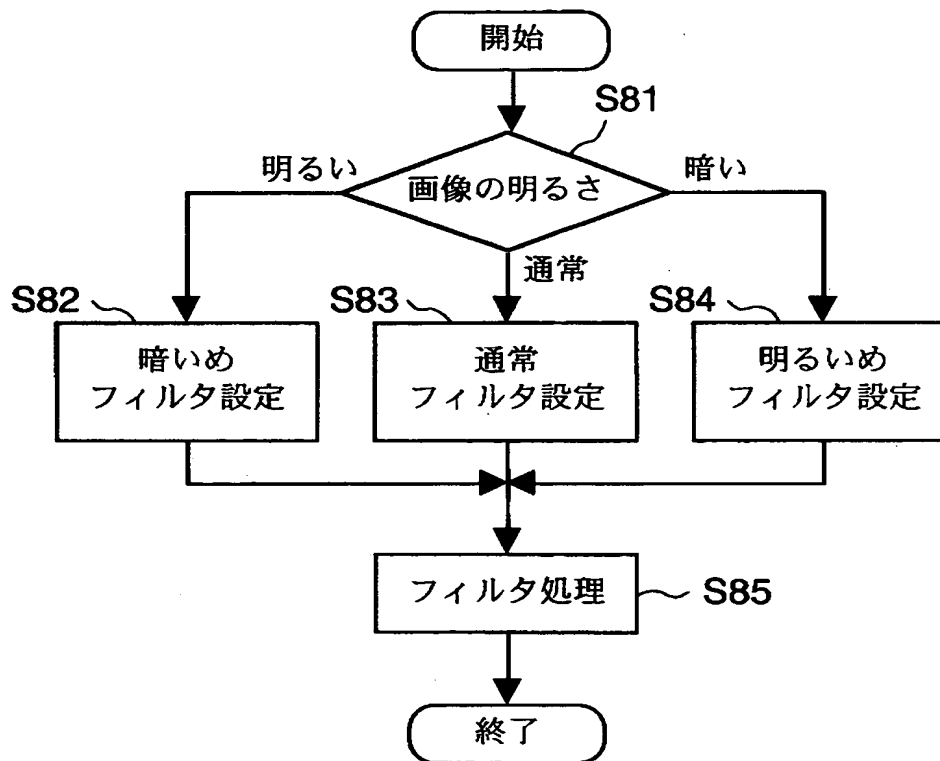 開始
S81
明るい
画像の明るさ
暗い
通常
S82
S83
S84
暗いめ
フィルタ設定
通常
フィルタ設定
明るいめ
フィルタ設定
フィルタ処理
S85
終了